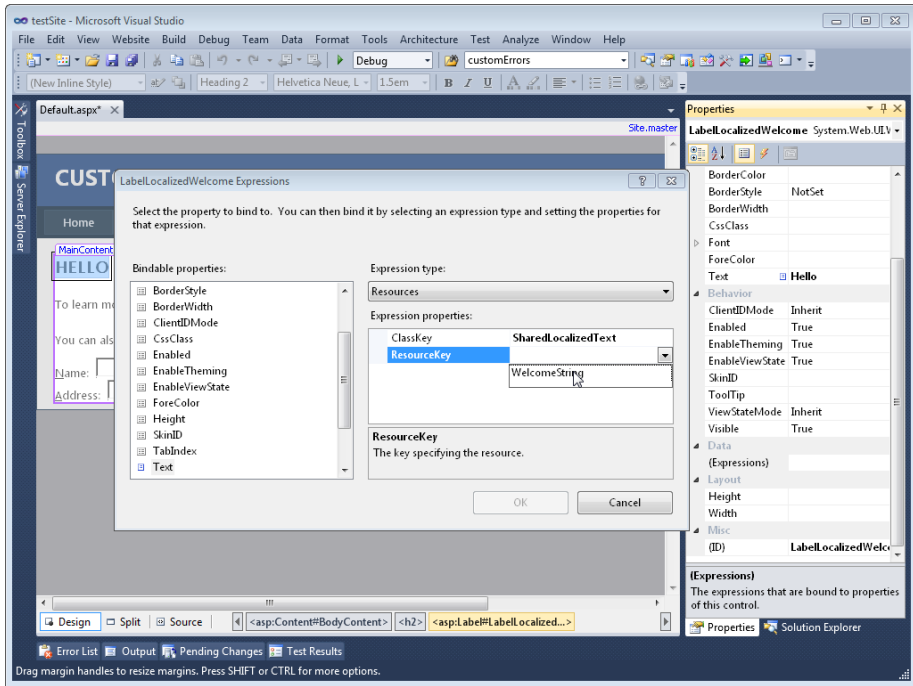 testSite - Microsoft Visual Studio
File Edit View Website Build Debug Team Data Format Tools Architecture Test Analyze Window Help
Debug customErrors
(New Inline Style) Heading 2 Helvetica Neue, L 1.5em B I U A
Default.aspx*
Site.master
Toolbox
Server Explorer
CUST
Home
MainContent
HELLO
To learn mo
You can als
Name:
Address:
LabelLocalizedWelcome Expressions
Select the property to bind to. You can then bind it by selecting an expression type and setting the properties for
that expression.
Bindable properties:
BorderStyle
BorderWidth
ClientIDMode
CssClass
Enabled
EnableTheming
EnableViewState
ForeColor
Height
SkinID
TabIndex
Text
Expression type:
Resources
Expression properties:
ClassKey SharedLocalizedText
ResourceKey
WelcomeString
ResourceKey
The key specifying the resource.
OK Cancel
Properties
LabelLocalizedWelcome System.Web.UI.V
BorderColor
BorderStyle NotSet
BorderWidth
CssClass
Font
ForeColor
Text Hello
Behavior
ClientIDMode Inherit
Enabled True
EnableTheming True
EnableViewState True
SkinID
ToolTip
ViewStateMode Inherit
Visible True
Data
(Expressions)
Layout
Height
Width
Misc
(ID) LabelLocalizedWelc
(Expressions)
The expressions that are bound to properties
of this control.
Properties Solution Explorer
Design Split Source <asp:Content#BodyContent> <h2> <asp:Label#LabelLocalized...>
Error List Output Pending Changes Test Results
Drag margin handles to resize margins. Press SHIFT or CTRL for more options.